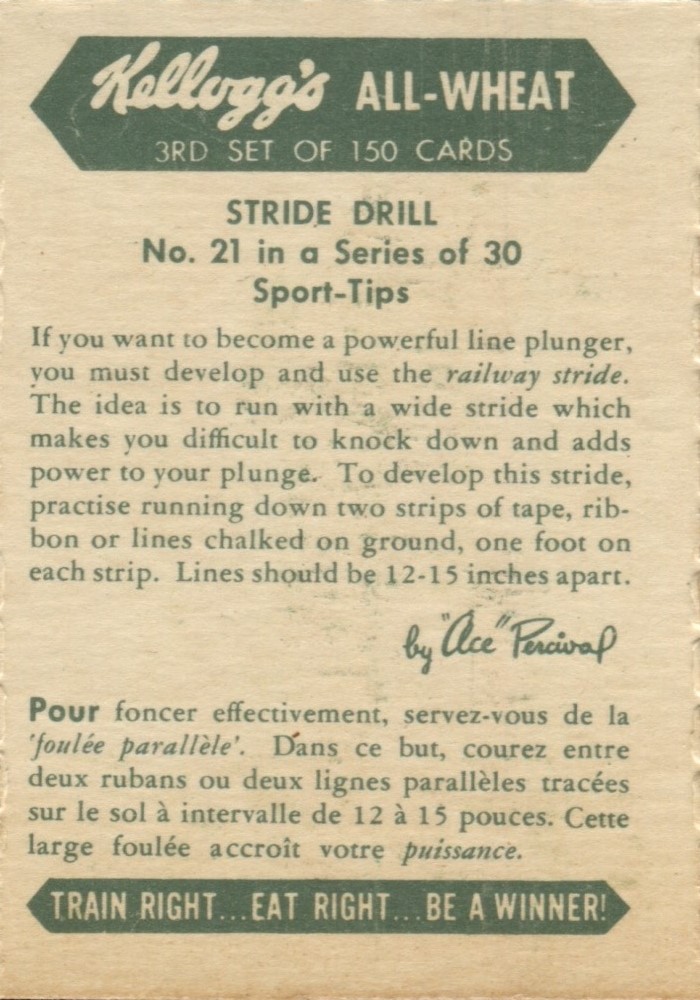 Kellogg's ALL-WHEAT
3RD SET OF 150 CARDS
STRIDE DRILL
No. 21 in a Series of 30
Sport-Tips
If you want to become a powerful line plunger,
you must develop and use the railway stride.
The idea is to run with a wide stride which
makes you difficult to knock down and adds
power to your plunge. To develop this stride,
practise running down two strips of tape, rib-
bon or lines chalked on ground, one foot on
each strip. Lines should be 12-15 inches apart.
by "Ace" Percival
Pour foncer effectivement, servez-vous de la
'foulée parallèle'. Dans ce but, courez entre
deux rubans ou deux lignes parallèles tracées
sur le sol à intervalle de 12 à 15 pouces. Cette
large foulée accroît votre puissance.
TRAIN RIGHT...EAT RIGHT...BE A WINNER!